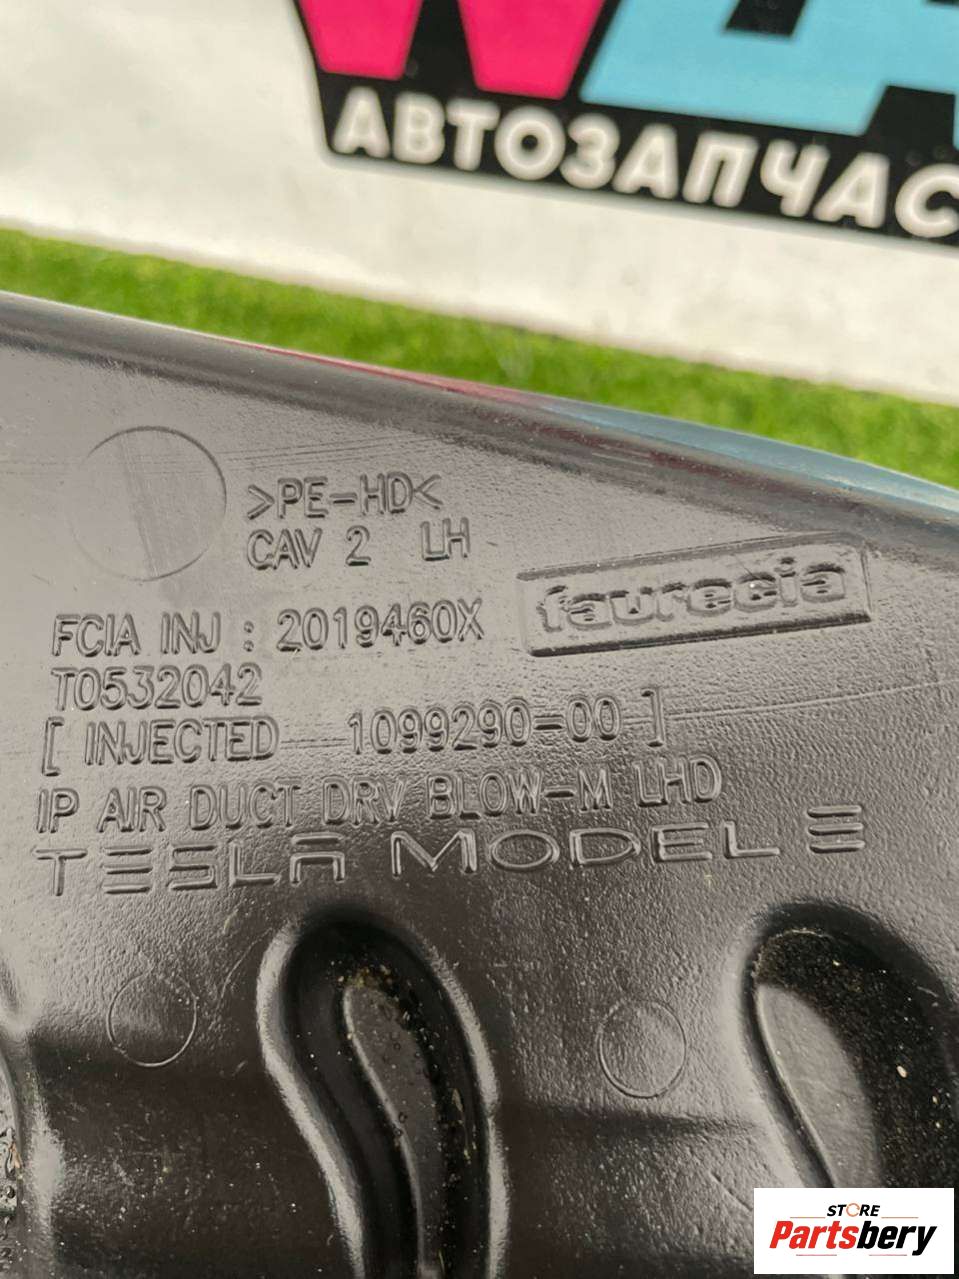 АВТОЗАПЧАС
>PE-HD<
CAV 2 LH
faurecia
FCIA INJ : 2019460X
T0532042
[ INJECTED 1099290-00 ]
IP AIR DUCT DRV BLOW-M LHD
TESLA MODEL Ξ
STORE
Partsbery